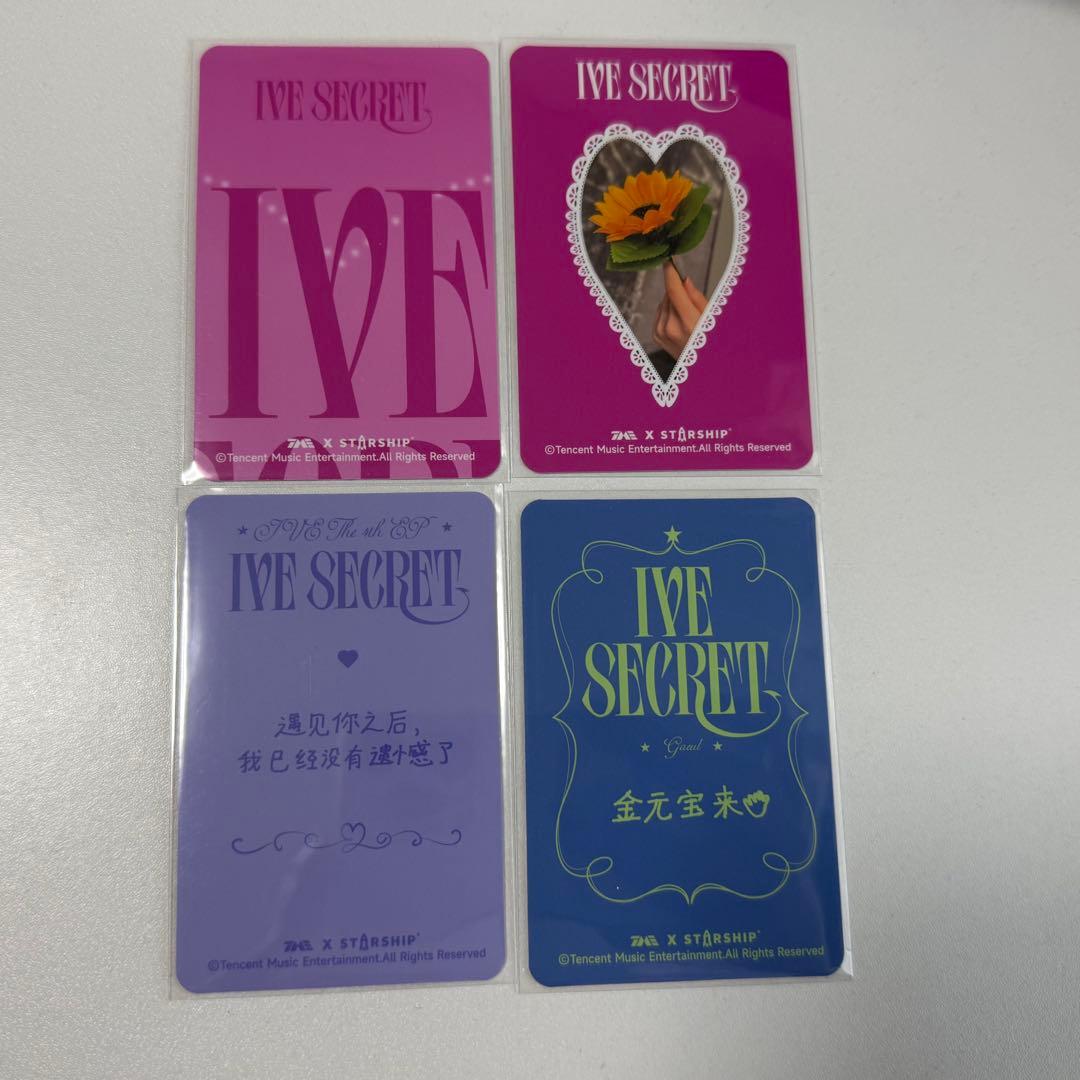 IVE SECRET
IVE
TME X STARSHIP
©Tencent Music Entertainment.All Rights Reserved
IVE SECRET
TME X STARSHIP
©Tencent Music Entertainment.All Rights Reserved
IVE The 4th EP
IVE SECRET
遇见你之后,
我已经没有遗憾了
TME X STARSHIP
©Tencent Music Entertainment.All Rights Reserved
IVE
SECRET
Gaeul
金元宝来
TME X STARSHIP
©Tencent Music Entertainment.All Rights Reserved